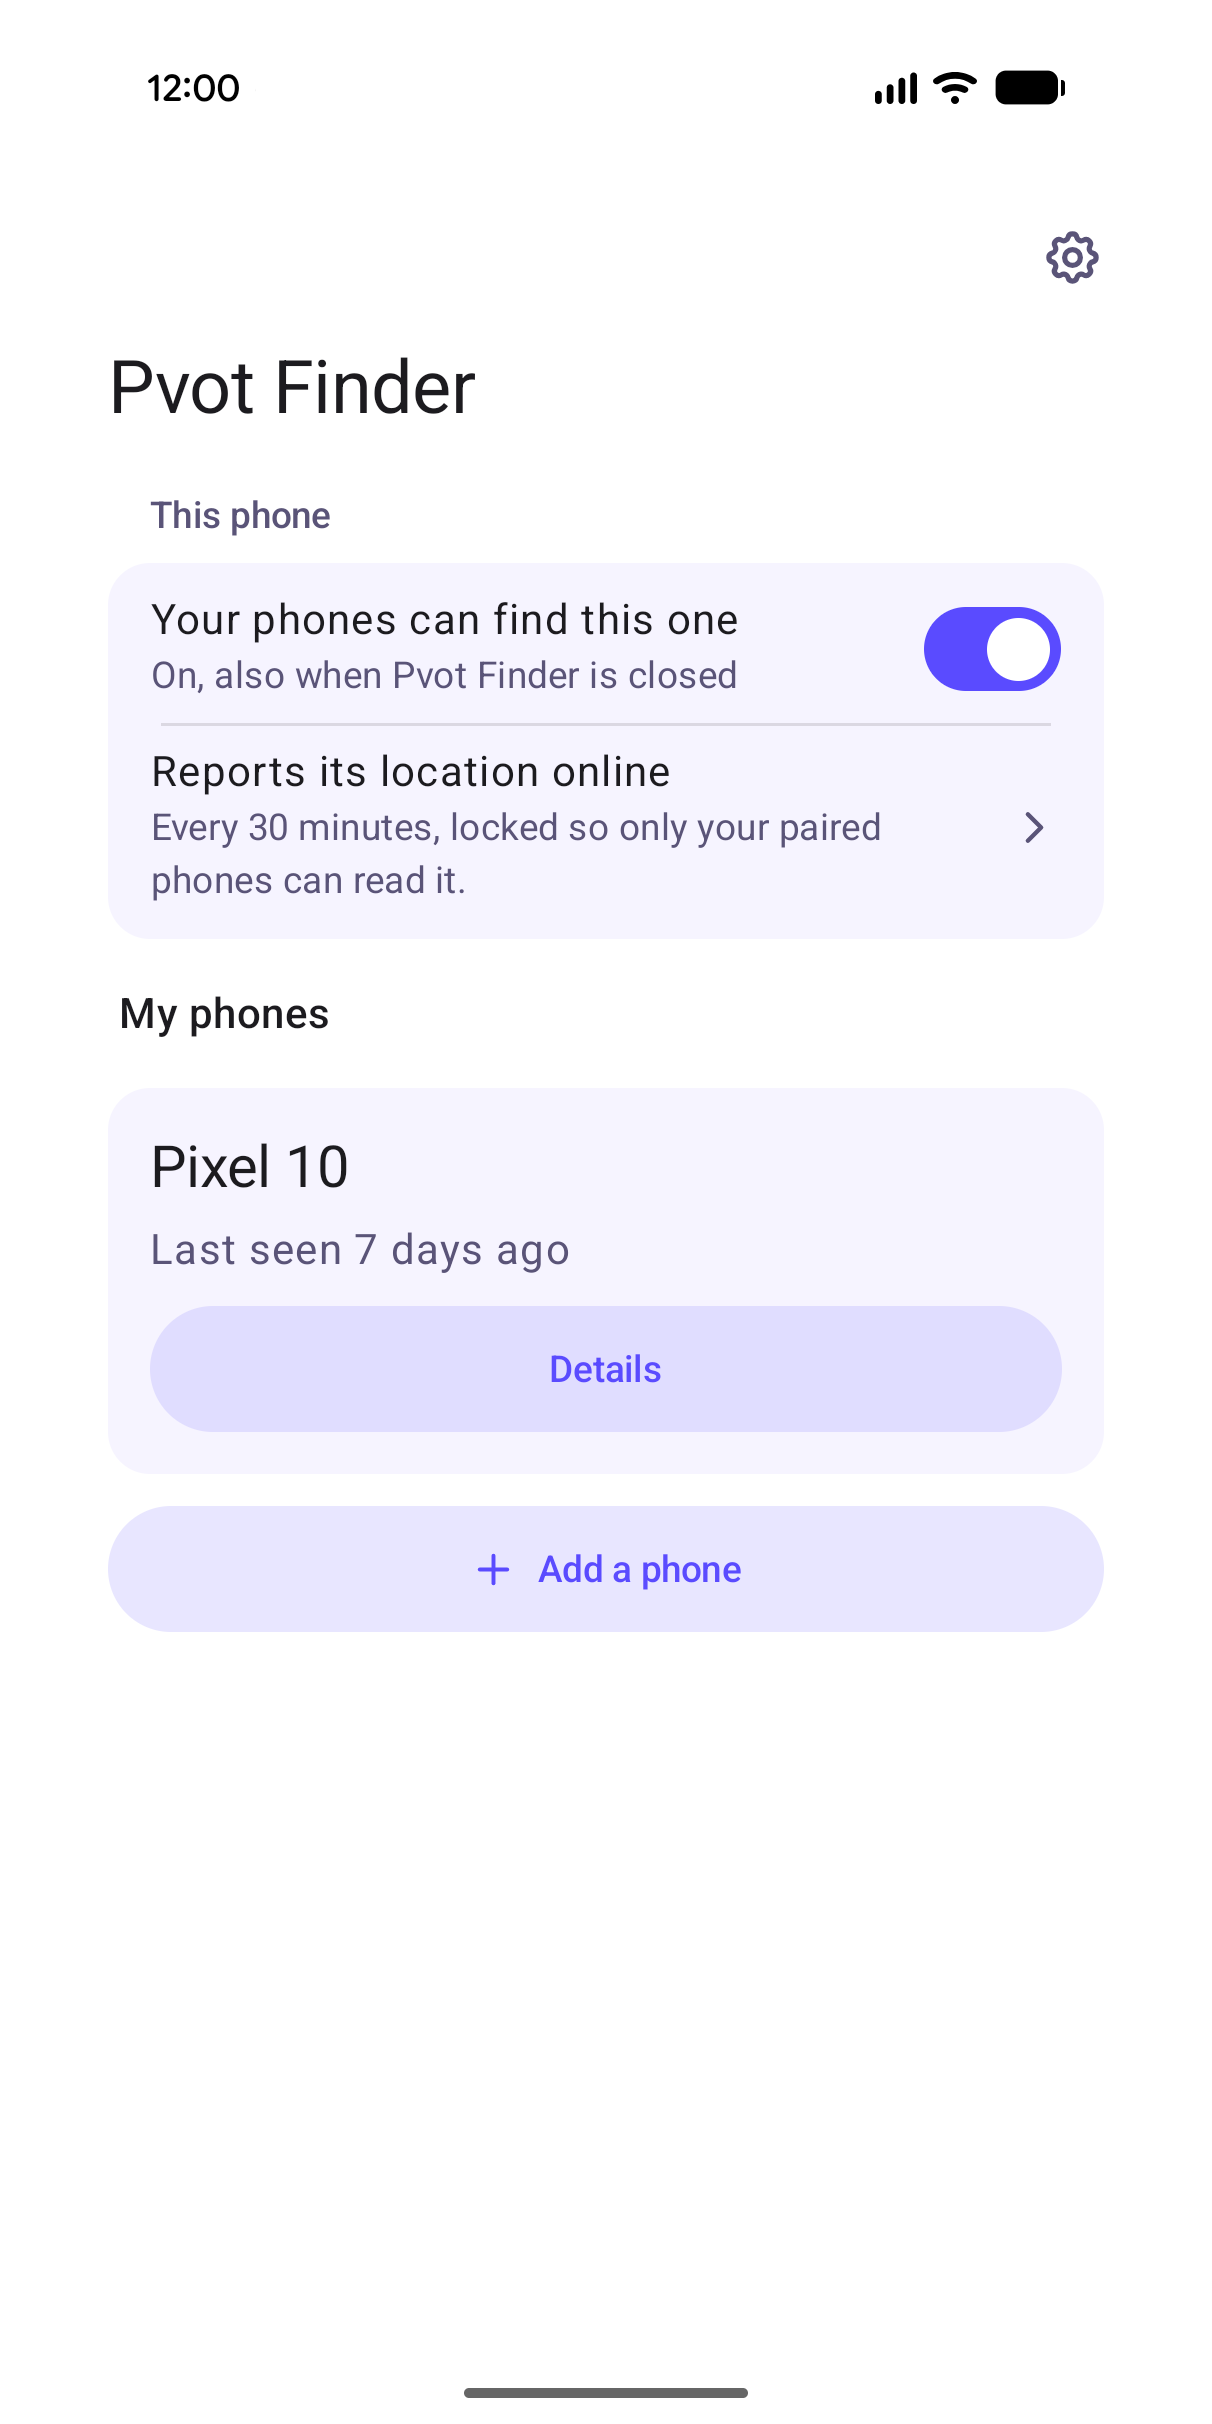 12:00
Pvot Finder
This phone
Your phones can find this one
On, also when Pvot Finder is closed
Reports its location online
Every 30 minutes, locked so only your paired
phones can read it.
My phones
Pixel 10
Last seen 7 days ago
Details
Add a phone